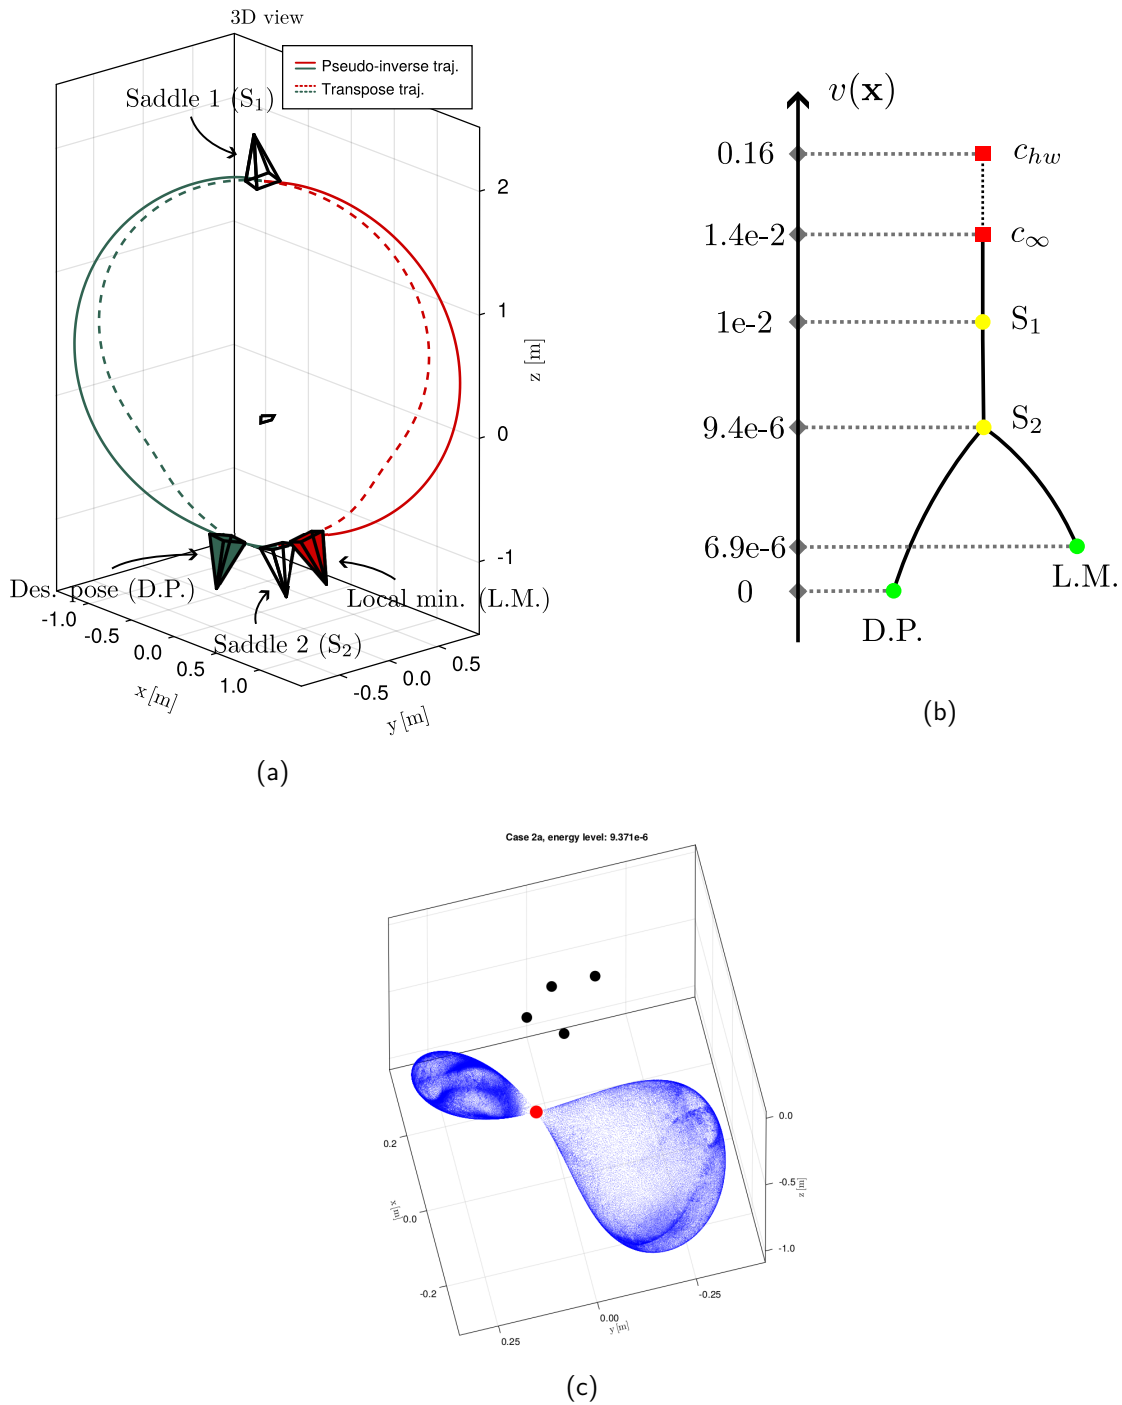 3D view
Pseudo-inverse traj.
Transpose traj.
Saddle 1 (S₁)
2
1
0
-1
z [m]
Des. pose (D.P.)
Local min. (L.M.)
Saddle 2 (S₂)
-1.0
-0.5
0.0
0.5
1.0
x [m]
-0.5
0.0
0.5
y [m]
(a)
v(x)
0.16
c_{hw}
1.4e-2
c_∞
1e-2
S₁
9.4e-6
S₂
6.9e-6
L.M.
0
D.P.
(b)
Case 2a, energy level: 9.371e-6
0.2
0.0
-0.2
x [m]
0.25
0.00
-0.25
y [m]
0.0
-0.5
-1.0
z [m]
(c)